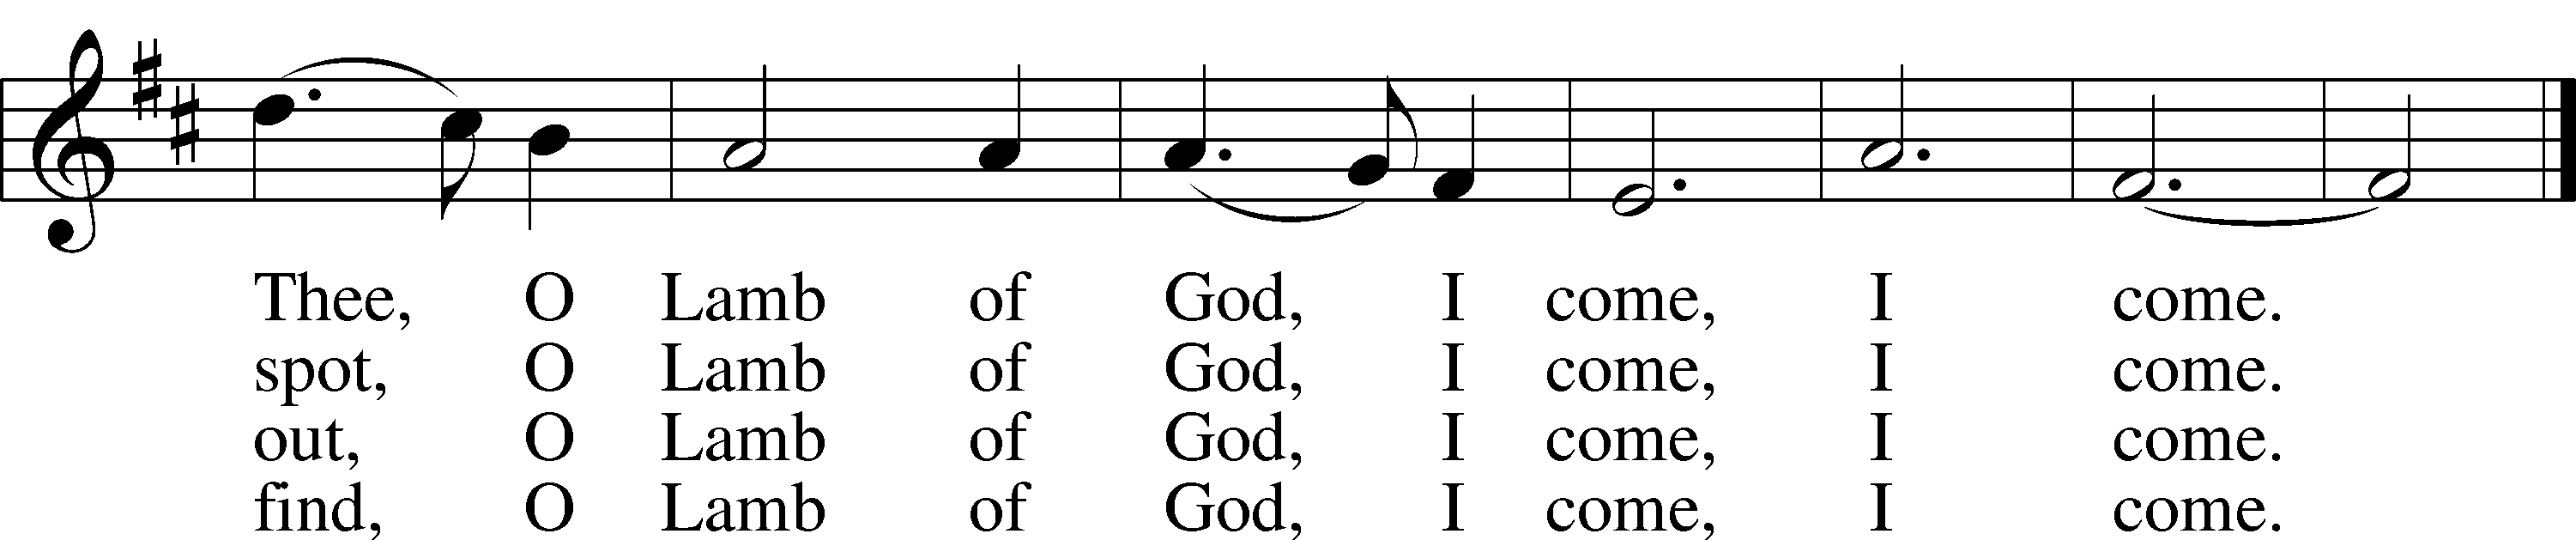 Thee, O Lamb of God, I come, I come.
spot, O Lamb of God, I come, I come.
out, O Lamb of God, I come, I come.
find, O Lamb of God, I come, I come.